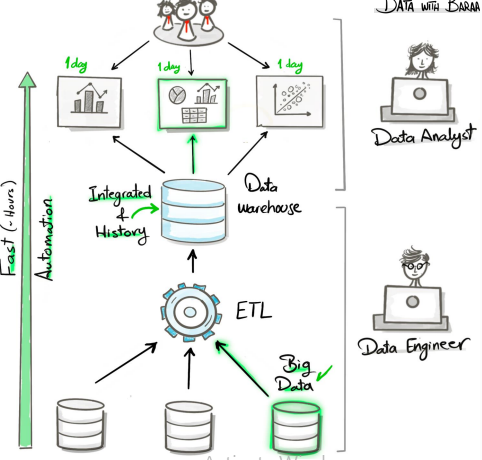 DATA WITH BARAA
1 day
1 day
1 day
Data Analyst
Fast (~Hours)
Automation
Integrated
&
History
Data
Warehouse
ETL
Data Engineer
Big
Data